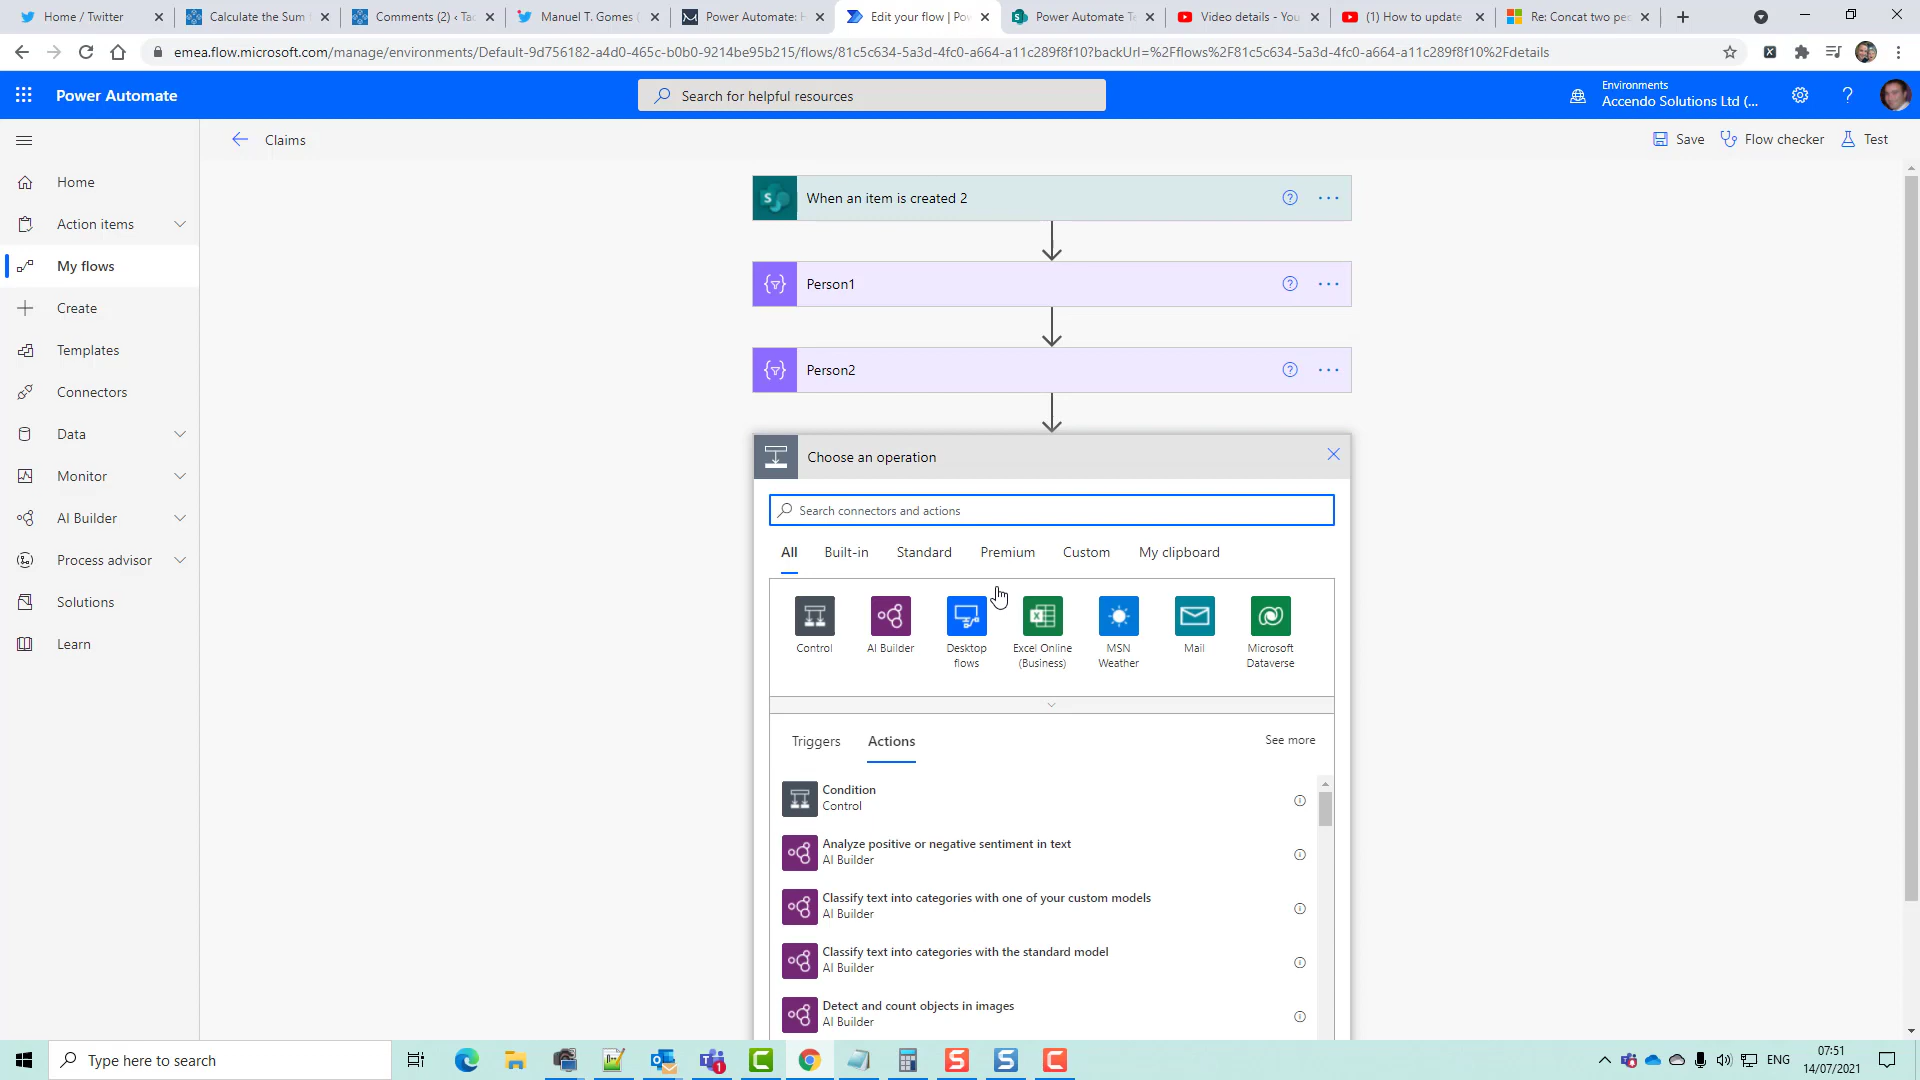 Home / Twitter
Calculate the Sum
Comments (2) ‹ Ta
Manuel T. Gomes
Power Automate:
Edit your flow | Po
Power Automate Te
Video details - You
(1) How to update
Re: Concat two pe
emea.flow.microsoft.com/manage/environments/Default-9d756182-a4d0-465c-b0b0-9214be95b215/flows/81c5c634-5a3d-4fc0-a664-a11c289f8f10?backUrl=%2Fflows%2F81c5c634-5a3d-4fc0-a664-a11c289f8f10%2Fdetails
Power Automate
Search for helpful resources
Environments
Accendo Solutions Ltd (...
Claims
Save
Flow checker
Test
Home
Action items
My flows
Create
Templates
Connectors
Data
Monitor
AI Builder
Process advisor
Solutions
Learn
When an item is created 2
Person1
Person2
Choose an operation
Search connectors and actions
All
Built-in
Standard
Premium
Custom
My clipboard
Control
AI Builder
Desktop flows
Excel Online (Business)
MSN Weather
Mail
Microsoft Dataverse
Triggers
Actions
See more
Condition
Control
Analyze positive or negative sentiment in text
AI Builder
Classify text into categories with one of your custom models
AI Builder
Classify text into categories with the standard model
AI Builder
Detect and count objects in images
AI Builder
Type here to search
1
ENG
07:51
14/07/2021